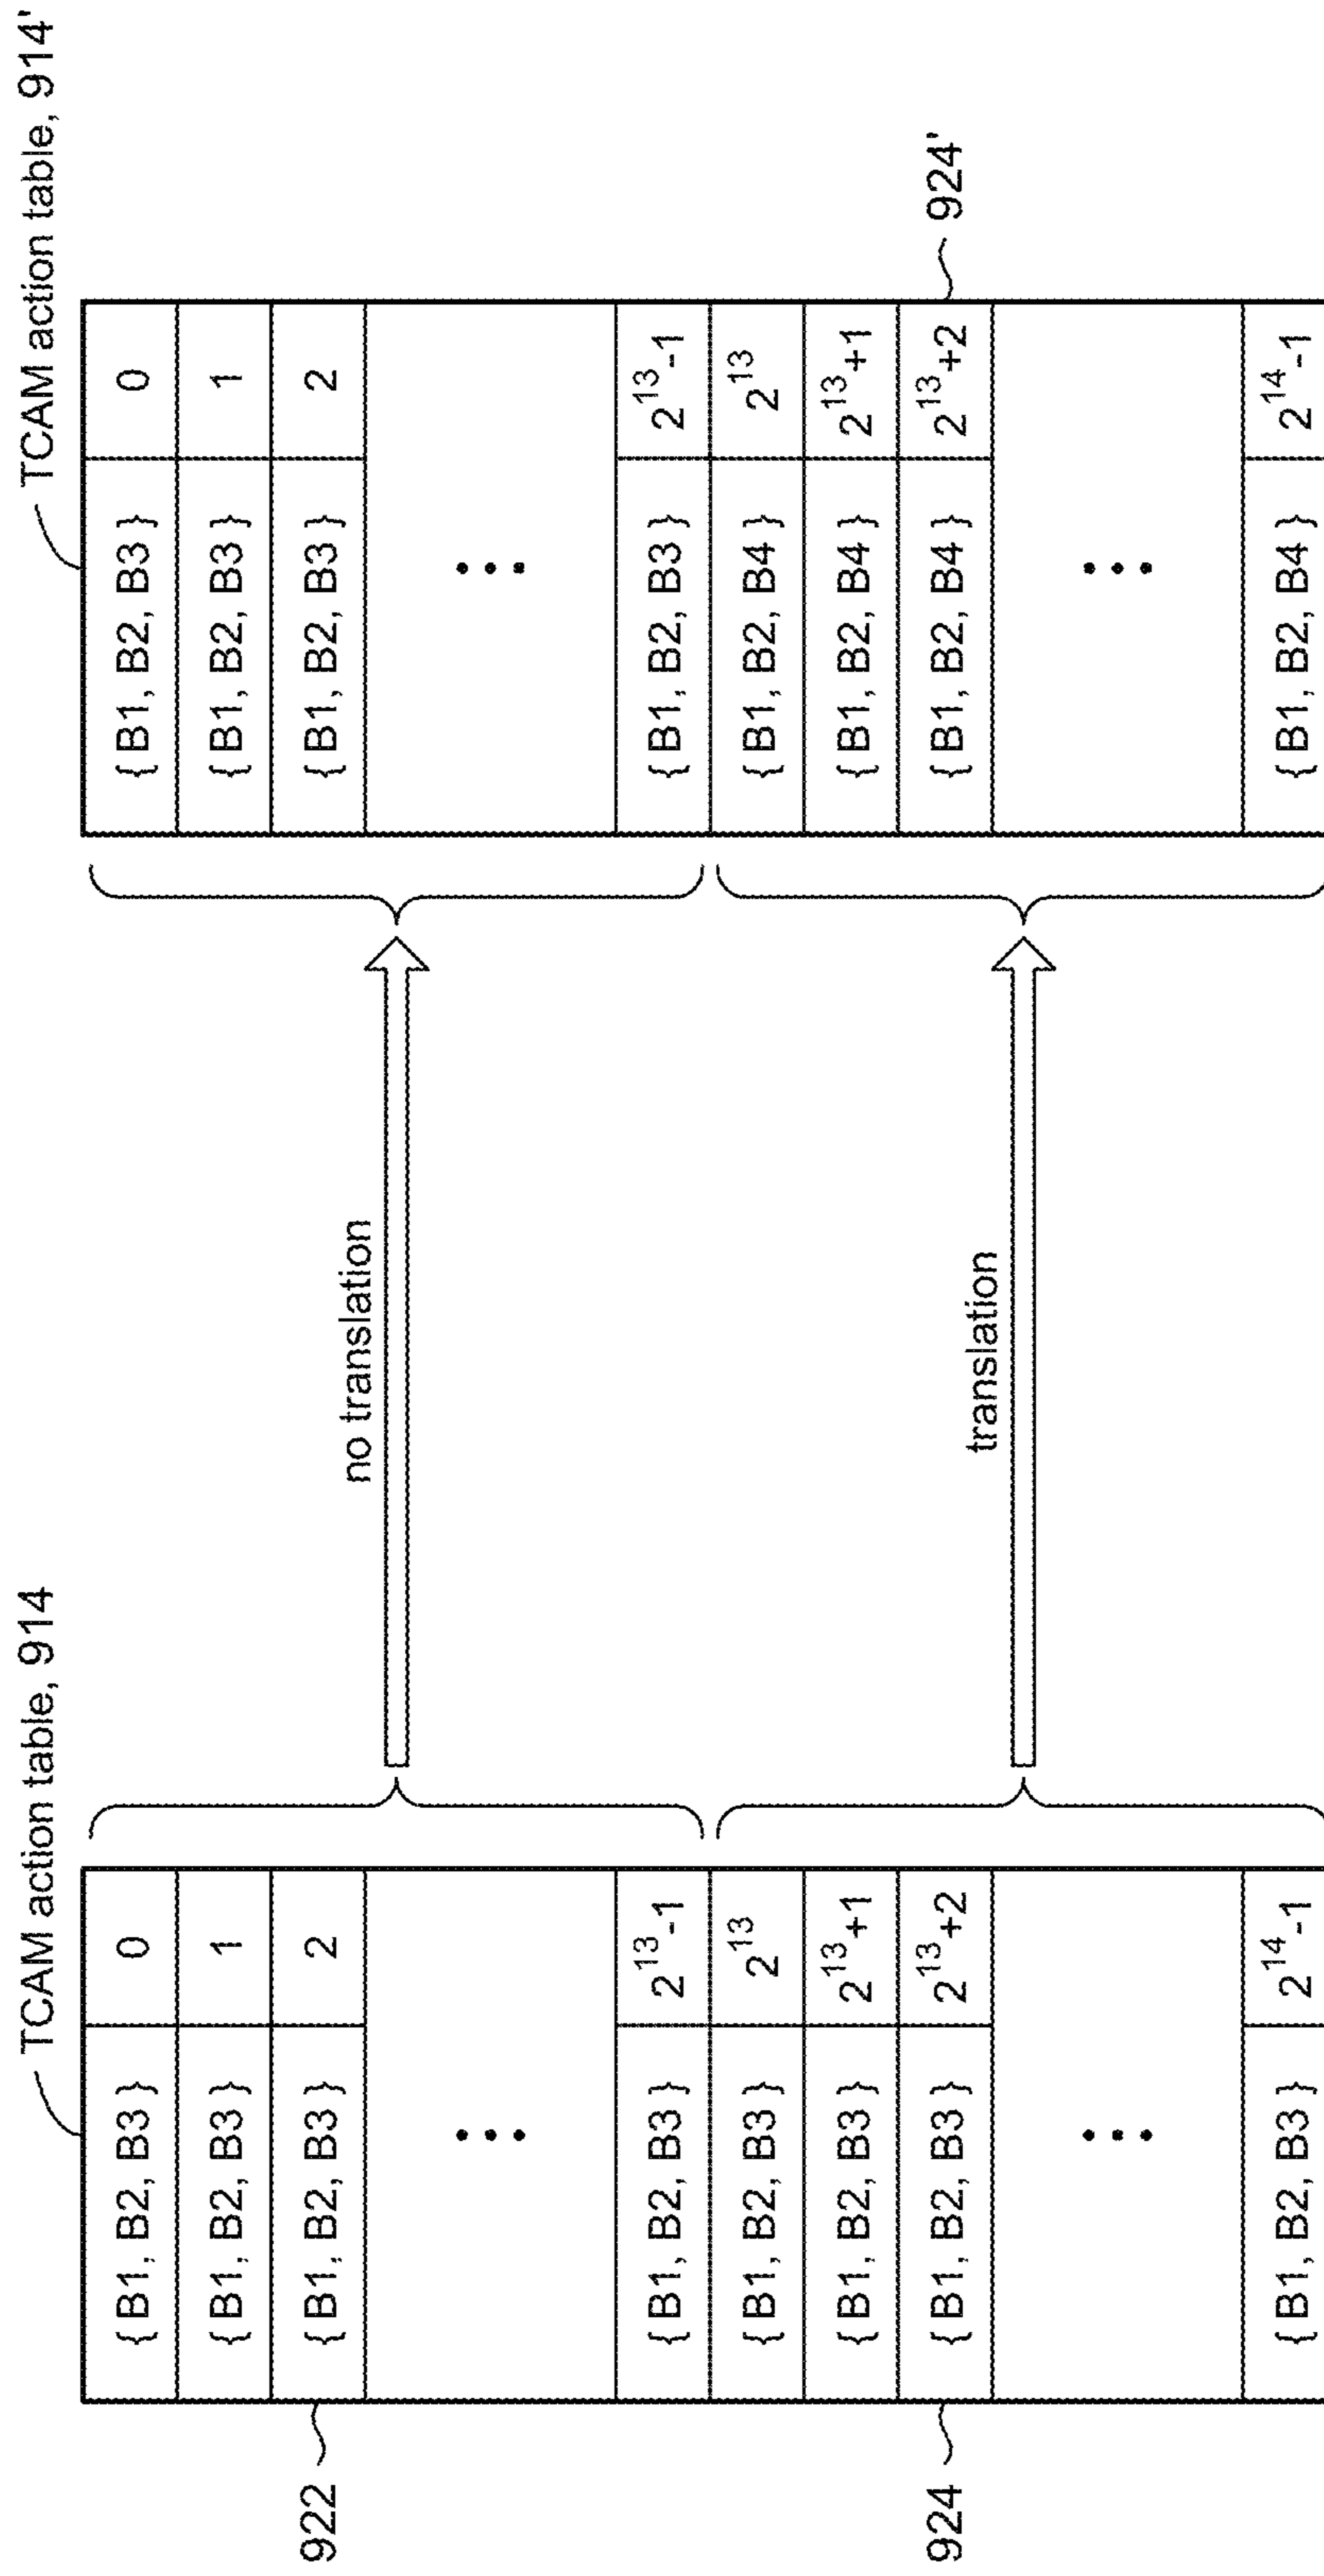 TCAM action table, 914
{ B1, B2, B3 } 0
{ B1, B2, B3 } 1
922 { B1, B2, B3 } 2
{ B1, B2, B3 } 2^13-1
{ B1, B2, B3 } 2^13
{ B1, B2, B3 } 2^13+1
924 { B1, B2, B3 } 2^13+2
{ B1, B2, B3 } 2^14-1
no translation
translation
TCAM action table, 914'
{ B1, B2, B3 } 0
{ B1, B2, B3 } 1
{ B1, B2, B3 } 2
{ B1, B2, B3 } 2^13-1
{ B1, B2, B4 } 2^13
{ B1, B2, B4 } 2^13+1
{ B1, B2, B4 } 2^13+2 924'
{ B1, B2, B4 } 2^14-1